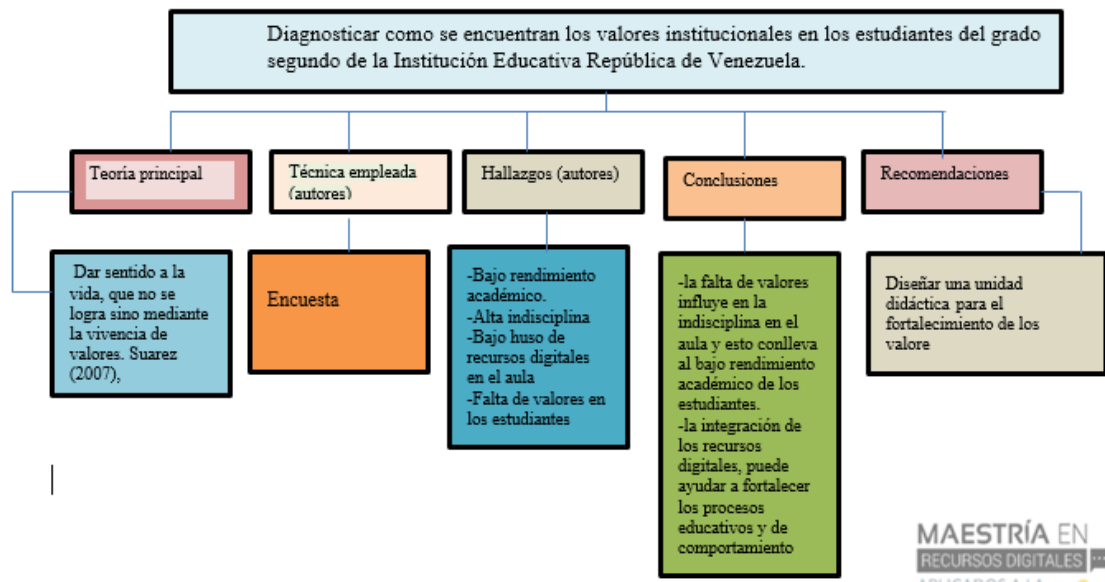 Diagnosticar como se encuentran los valores institucionales en los estudiantes del grado
segundo de la Institución Educativa República de Venezuela.
Teoría principal
Técnica empleada
(autores)
Hallazgos (autores)
Conclusiones
Recomendaciones
Dar sentido a la
vida, que no se
logra sino mediante
la vivencia de
valores. Suarez
(2007),
Encuesta
-Bajo rendimiento
académico.
-Alta indisciplina
-Bajo huso de
recursos digitales
en el aula
-Falta de valores en
los estudiantes
-la falta de valores
influye en la
indisciplina en el
aula y esto conlleva
al bajo rendimiento
académico de los
estudiantes.
-la integración de
los recursos
digitales, puede
ayudar a fortalecer
los procesos
educativos y de
comportamiento
Diseñar una unidad
didáctica para el
fortalecimiento de los
valore
MAESTRÍA EN
RECURSOS DIGITALES